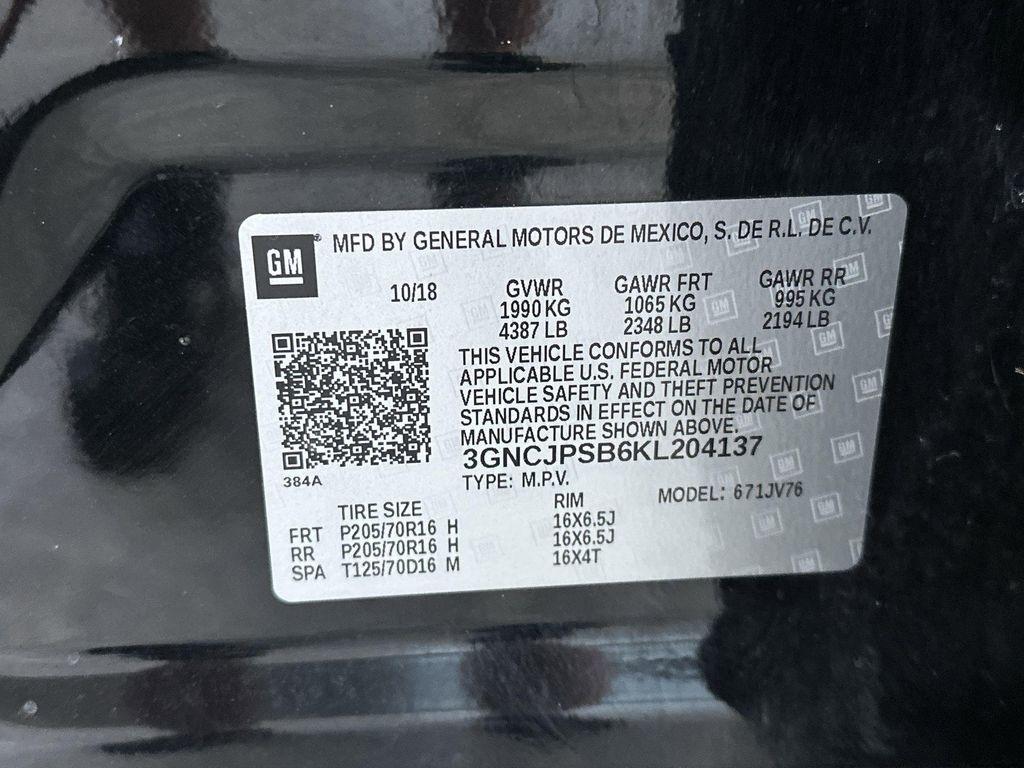 GM MFD BY GENERAL MOTORS DE MEXICO, S. DE R.L. DE C.V.
10/18 GVWR GAWR FRT GAWR RR
1990 KG 1065 KG 995 KG
4387 LB 2348 LB 2194 LB
THIS VEHICLE CONFORMS TO ALL
APPLICABLE U.S. FEDERAL MOTOR
VEHICLE SAFETY AND THEFT PREVENTION
STANDARDS IN EFFECT ON THE DATE OF
MANUFACTURE SHOWN ABOVE.
3GNCJPSB6KL204137
384A
TYPE: M.P.V. MODEL: 671JV76
TIRE SIZE RIM
FRT P205/70R16 H 16X6.5J
RR P205/70R16 H 16X6.5J
SPA T125/70D16 M 16X4T